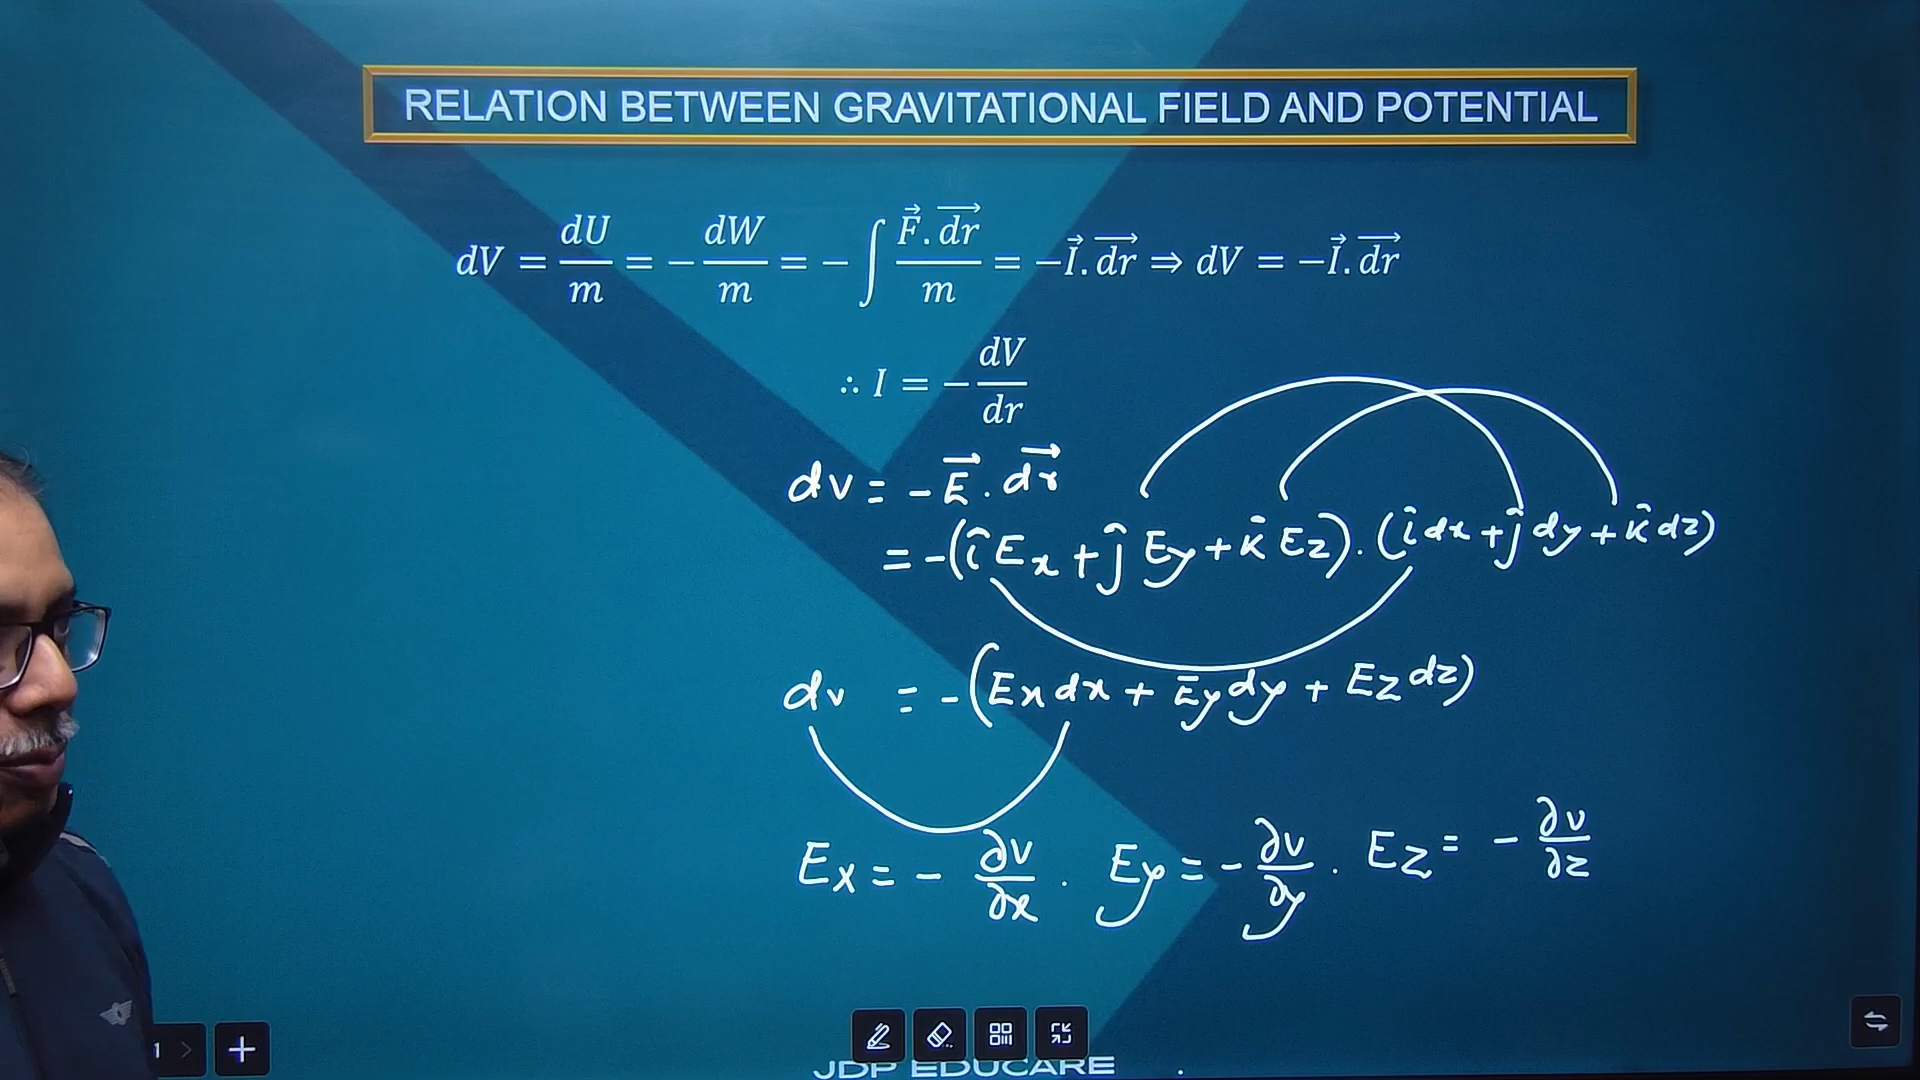 RELATION BETWEEN GRAVITATIONAL FIELD AND POTENTIAL
dV = dU/m = − dW/m = − ∫ F⃗.dr⃗/m = −I⃗.dr⃗ ⇒ dV = −I⃗.dr⃗
∴ I = − dV/dr
dv = − E⃗ . dr⃗
= −(î Ex + ĵ Ey + k̂ Ez) . (î dx + ĵ dy + k̂ dz)
dv = −(Ex dx + Ey dy + Ez dz)
Ex = − ∂v/∂x . Ey = − ∂v/∂y . Ez = − ∂v/∂z
1
JDP EDUCARE